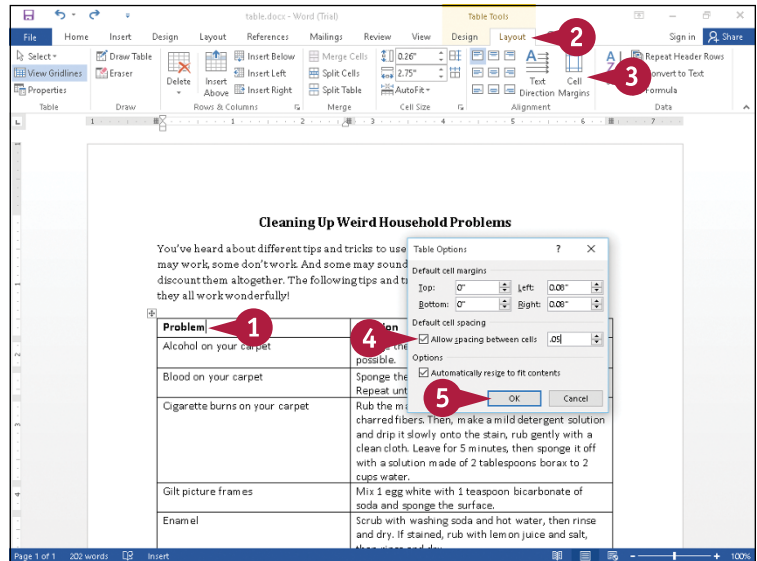 table.docx - Word (Trial)
Table Tools
File Home Insert Design Layout References Mailings Review View Design Layout 2 Sign in Share
Select Draw Table Insert Below Merge Cells 0.26" Repeat Header Rows
View Gridlines Eraser Delete Insert Above Insert Left Split Cells 2.75" Text Direction Cell Margins 3 Convert to Text
Properties Insert Right Split Table AutoFit Formula
Table Draw Rows & Columns Merge Cell Size Alignment Data
1 1 2 3 4 5 6 7
Cleaning Up Weird Household Problems
You've heard about different tips and tricks to use
may work, some don't work. And some may sound
discount them altogether. The following tips and
they all work wonderfully!
Table Options ? X
Default cell margins
Top: 0" Left: 0.08"
Bottom: 0" Right: 0.08"
Default cell spacing
4 Allow spacing between cells .05
Options
Automatically resize to fit contents
5 OK Cancel
Problem 1
Alcohol on your carpet
possible.
Blood on your carpet Sponge the
Repeat
Cigarette burns on your carpet Rub the
charred fibers. Then, make a mild detergent solution
and drip it slowly onto the stain, rub gently with a
clean cloth. Leave for 5 minutes, then sponge it off
with a solution made of 2 tablespoons borax to 2
cups water.
Gilt picture frames Mix 1 egg white with 1 teaspoon bicarbonate of
soda and sponge the surface.
Enamel Scrub with washing soda and hot water, then rinse
and dry. If stained, rub with lemon juice and salt,
Page 1 of 1 202 words Insert 100%